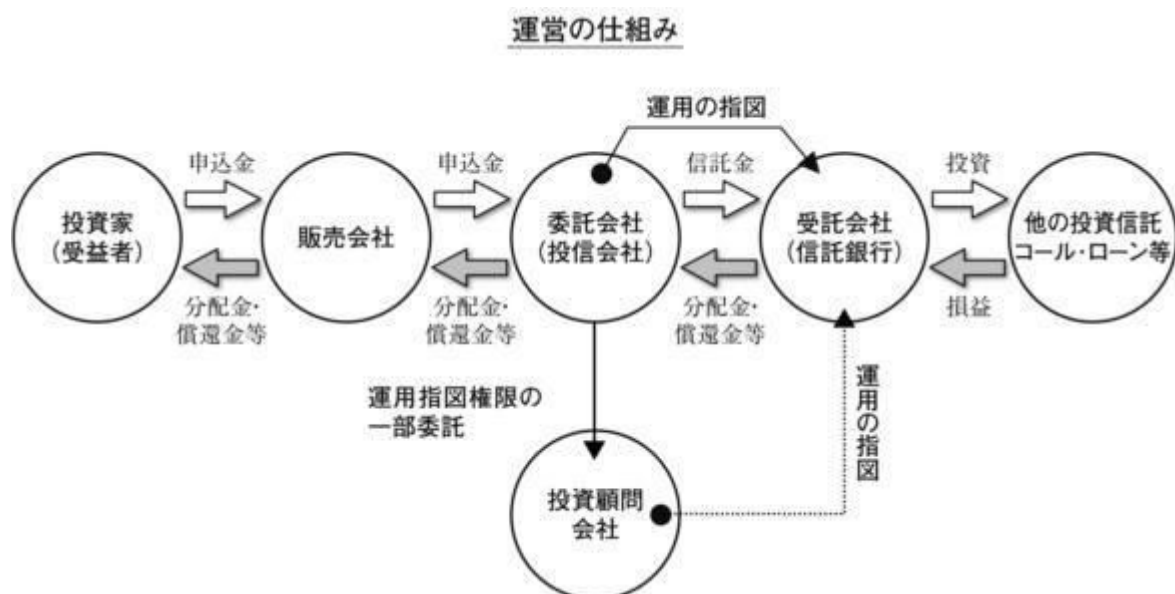 運営の仕組み
運用の指図
申込金
申込金
信託金
投資
投資家
(受益者)
販売会社
委託会社
(投信会社)
受託会社
(信託銀行)
他の投資信託
コール・ローン等
分配金・
償還金等
分配金・
償還金等
分配金・
償還金等
損益
運用指図権限の
一部委託
運用の指図
投資顧問
会社